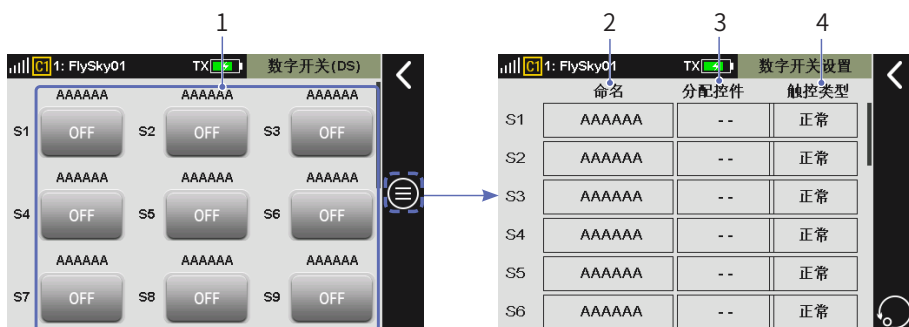 1
2
3
4
C1 1: FlySky01 TX 数字开关(DS)
AAAAAA AAAAAA AAAAAA
S1 OFF S2 OFF S3 OFF
AAAAAA AAAAAA AAAAAA
S4 OFF S5 OFF S6 OFF
AAAAAA AAAAAA AAAAAA
S7 OFF S8 OFF S9 OFF
C1 1: FlySky01 TX 数字开关设置
命名 分配控件 触控类型
S1 AAAAAA -- 正常
S2 AAAAAA -- 正常
S3 AAAAAA -- 正常
S4 AAAAAA -- 正常
S5 AAAAAA -- 正常
S6 AAAAAA -- 正常